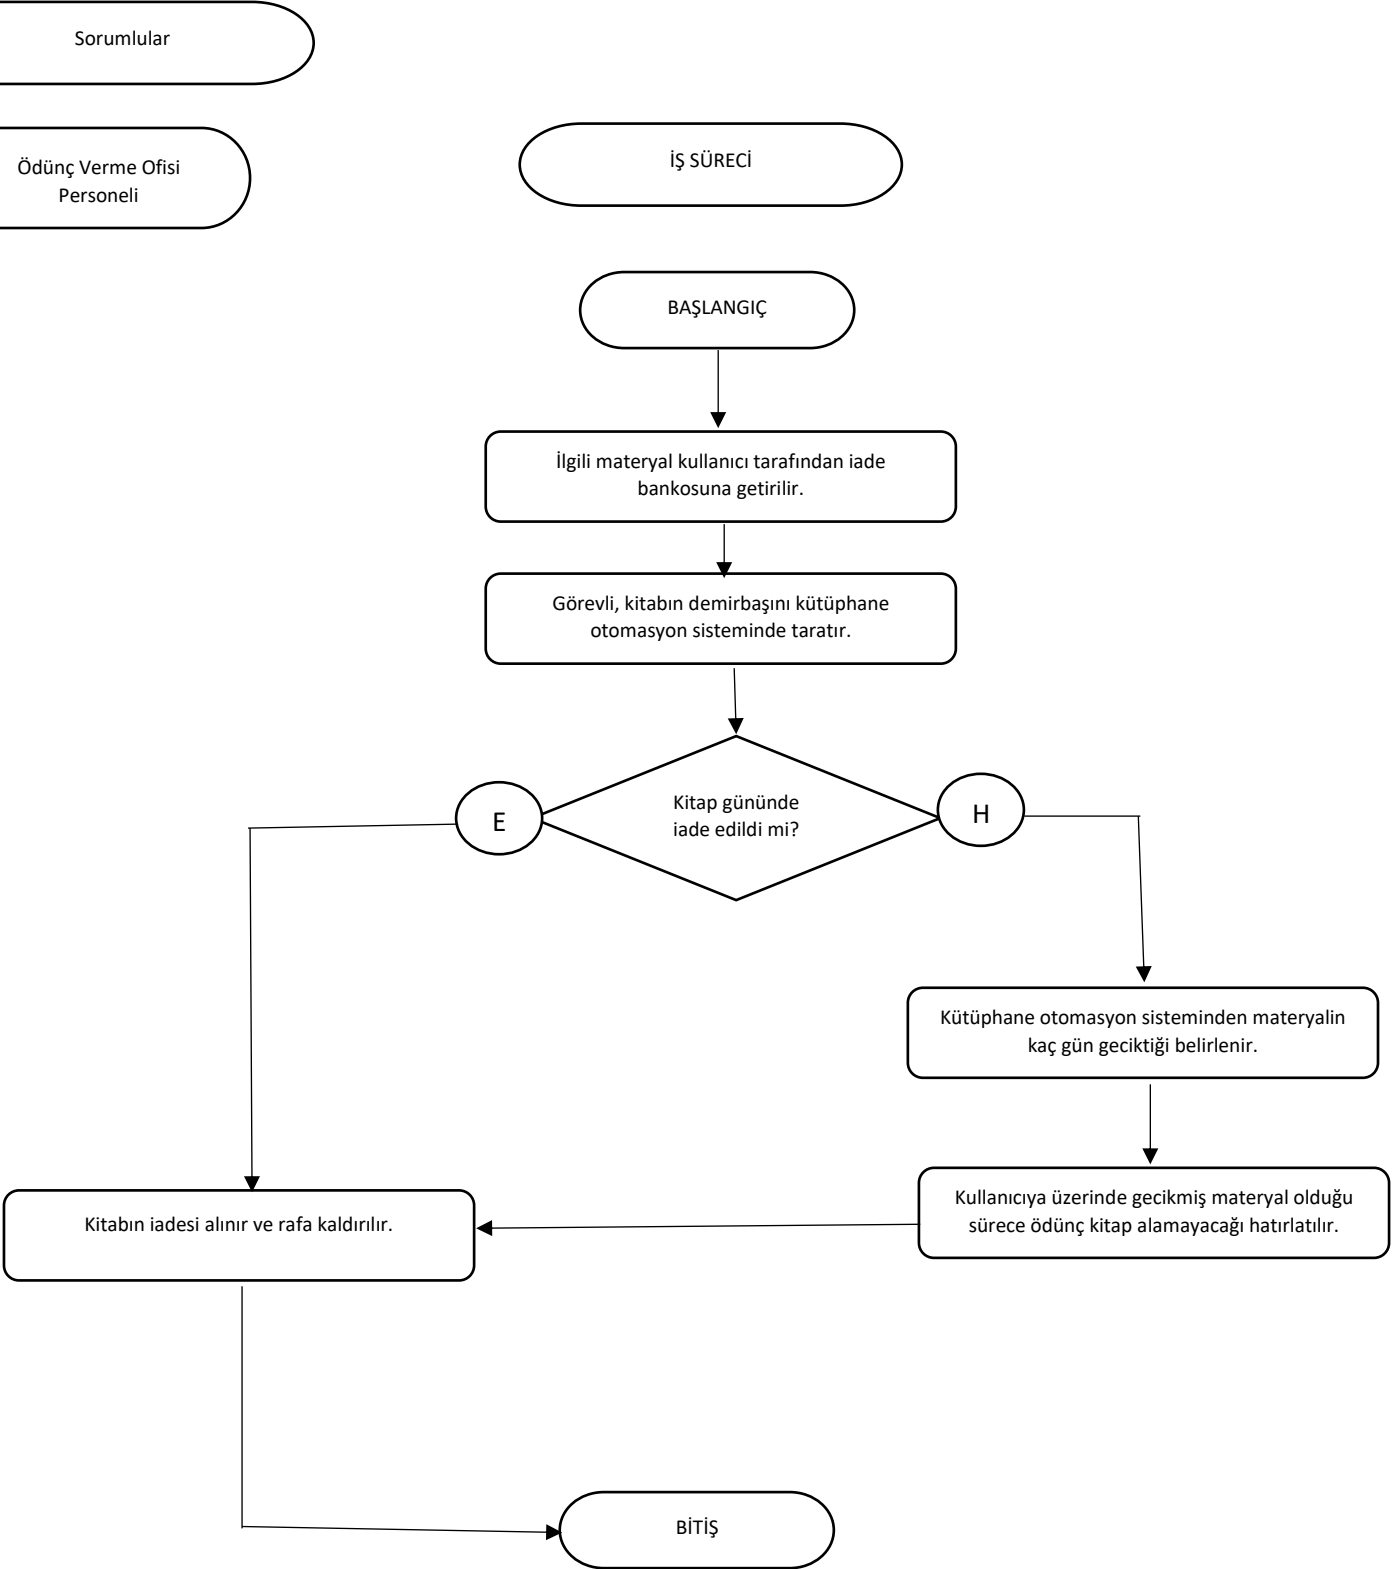 Sorumlular
Ödünç Verme Ofisi
Personeli
İŞ SÜRECİ
BAŞLANGIÇ
İlgili materyal kullanıcı tarafından iade
bankosuna getirilir.
Görevli, kitabın demirbaşını kütüphane
otomasyon sisteminde taratır.
Kitap gününde
iade edildi mi?
E
H
Kütüphane otomasyon sisteminden materyalin
kaç gün geciktiği belirlenir.
Kullanıcıya üzerinde gecikmiş materyal olduğu
sürece ödünç kitap alamayacağı hatırlatılır.
Kitabın iadesi alınır ve rafa kaldırılır.
BİTİŞ